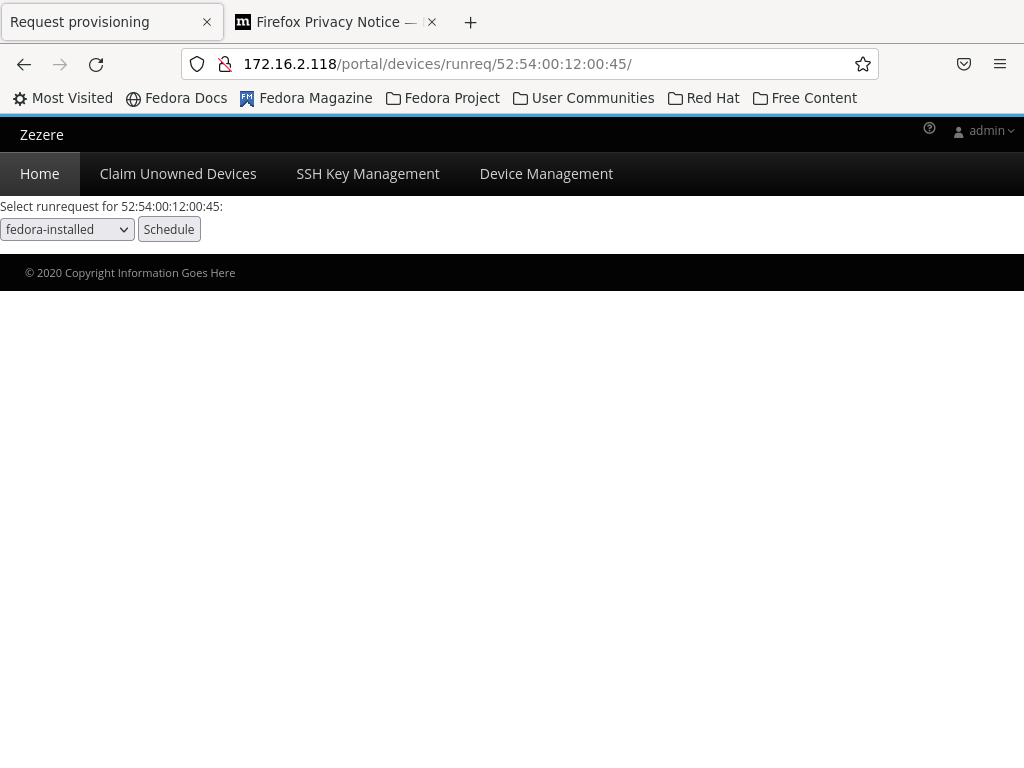 Request provisioning
m Firefox Privacy Notice —
172.16.2.118/portal/devices/runreq/52:54:00:12:00:45/
Most Visited Fedora Docs FM Fedora Magazine Fedora Project User Communities Red Hat Free Content
Zezere ? admin
Home Claim Unowned Devices SSH Key Management Device Management
Select runrequest for 52:54:00:12:00:45:
fedora-installed Schedule
© 2020 Copyright Information Goes Here